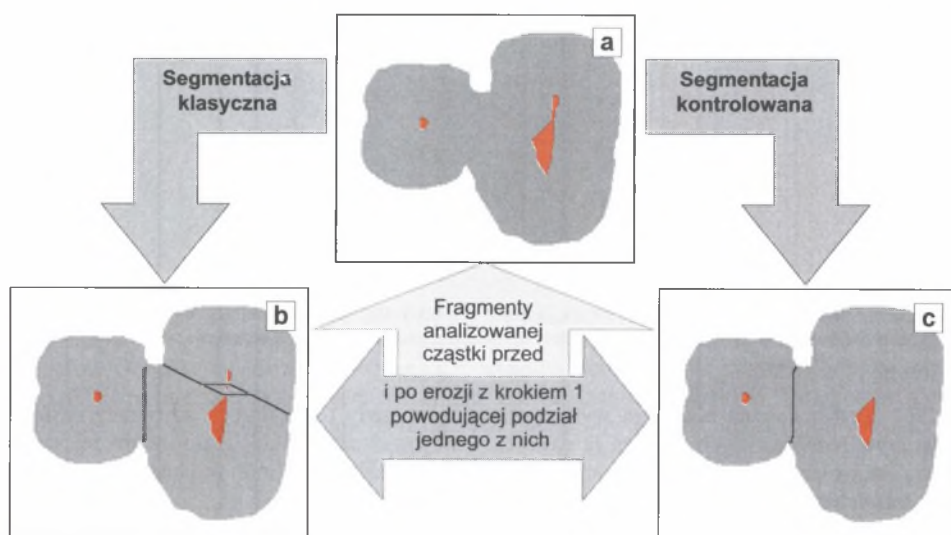 a
Segmentacja
klasyczna
Segmentacja
kontrolowana
b
Fragmenty
analizowanej
cząstki przed
i po erozji z krokiem 1
powodującej podział
jednego z nich
c